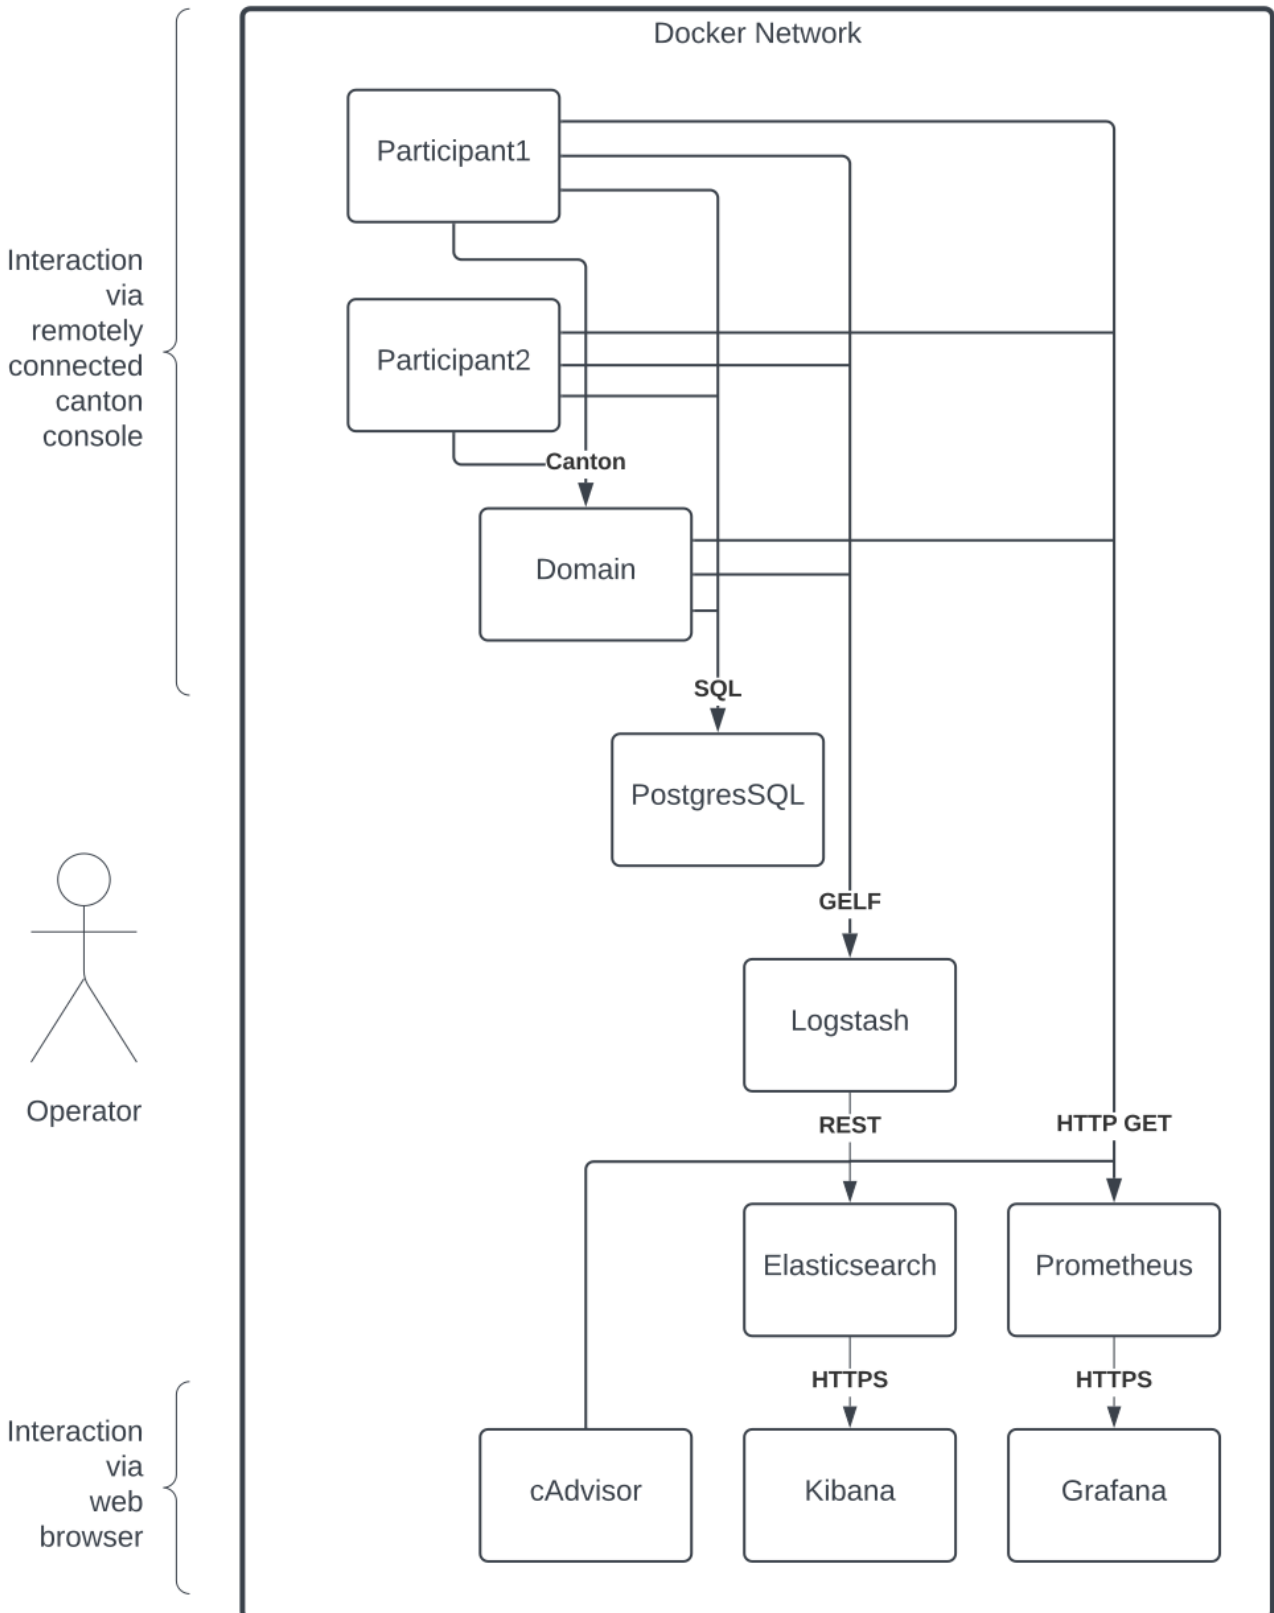 Docker Network
Participant1
Interaction
via
remotely
connected
canton
console
Participant2
Canton
Domain
SQL
PostgresSQL
GELF
Logstash
Operator
REST
HTTP GET
Elasticsearch
Prometheus
HTTPS
HTTPS
Interaction
via
web
browser
cAdvisor
Kibana
Grafana